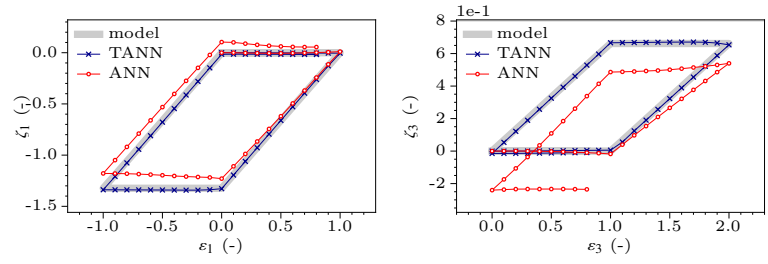 model
TANN
ANN
0.0
-0.5
-1.0
-1.5
ζ₁ (-)
-1.0 -0.5 0.0 0.5 1.0
ε₁ (-)
1e-1
model
TANN
ANN
8
6
4
2
0
-2
ζ₃ (-)
0.0 0.5 1.0 1.5 2.0
ε₃ (-)